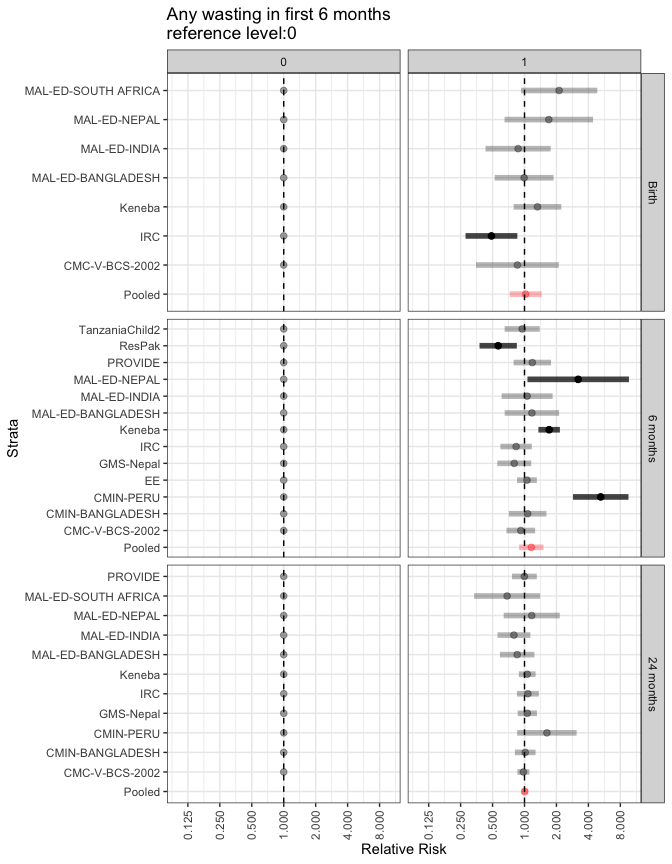 Any wasting in first 6 months
reference level:0
0
1
MAL-ED-SOUTH AFRICA
MAL-ED-NEPAL
MAL-ED-INDIA
MAL-ED-BANGLADESH
Keneba
IRC
CMC-V-BCS-2002
Pooled
Birth
TanzaniaChild2
ResPak
PROVIDE
MAL-ED-NEPAL
MAL-ED-INDIA
MAL-ED-BANGLADESH
Keneba
IRC
GMS-Nepal
EE
CMIN-PERU
CMIN-BANGLADESH
CMC-V-BCS-2002
Pooled
6 months
Strata
PROVIDE
MAL-ED-SOUTH AFRICA
MAL-ED-NEPAL
MAL-ED-INDIA
MAL-ED-BANGLADESH
Keneba
IRC
GMS-Nepal
CMIN-PERU
CMIN-BANGLADESH
CMC-V-BCS-2002
Pooled
24 months
0.125
0.250
0.500
1.000
2.000
4.000
8.000
0.125
0.250
0.500
1.000
2.000
4.000
8.000
Relative Risk